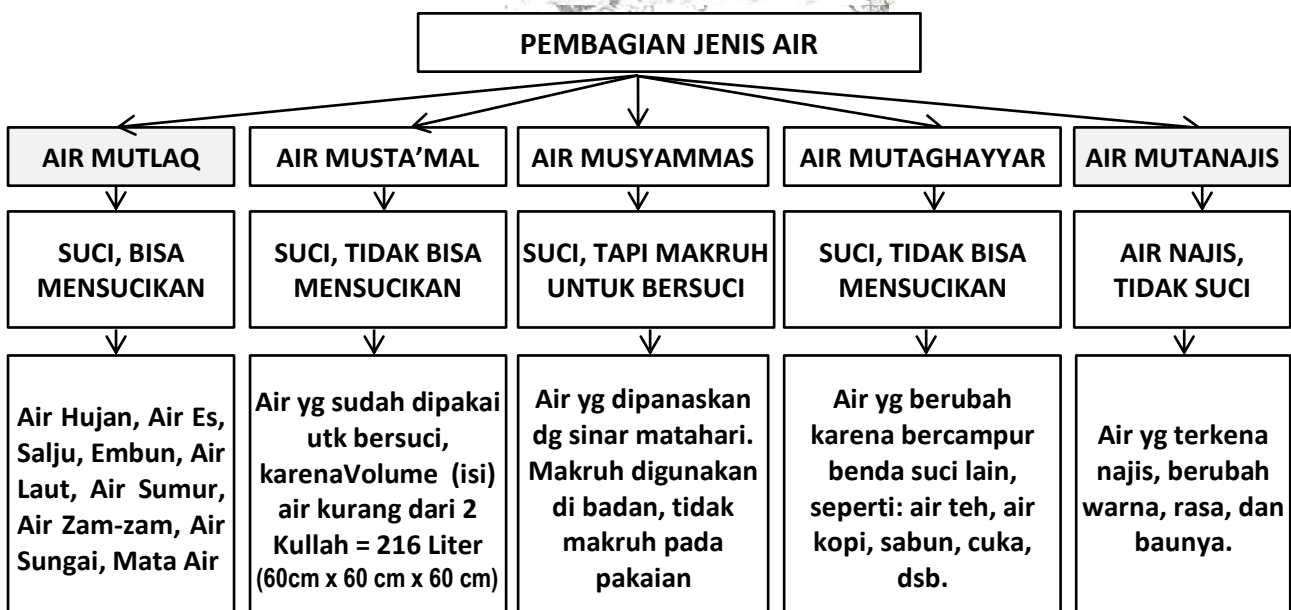 PEMBAGIAN JENIS AIR
AIR MUTLAQ
AIR MUSTA’MAL
AIR MUSYAMMAS
AIR MUTAGHAYYAR
AIR MUTANAJIS
SUCI, BISA
MENSUCIKAN
SUCI, TIDAK BISA
MENSUCIKAN
SUCI, TAPI MAKRUH
UNTUK BERSUCI
SUCI, TIDAK BISA
MENSUCIKAN
AIR NAJIS,
TIDAK SUCI
Air Hujan, Air Es,
Salju, Embun, Air
Laut, Air Sumur,
Air Zam-zam, Air
Sungai, Mata Air
Air yg sudah dipakai
utk bersuci,
karenaVolume (isi)
air kurang dari 2
Kullah = 216 Liter
(60cm x 60 cm x 60 cm)
Air yg dipanaskan
dg sinar matahari.
Makruh digunakan
di badan, tidak
makruh pada
pakaian
Air yg berubah
karena bercampur
benda suci lain,
seperti: air teh, air
kopi, sabun, cuka,
dsb.
Air yg terkena
najis, berubah
warna, rasa, dan
baunya.